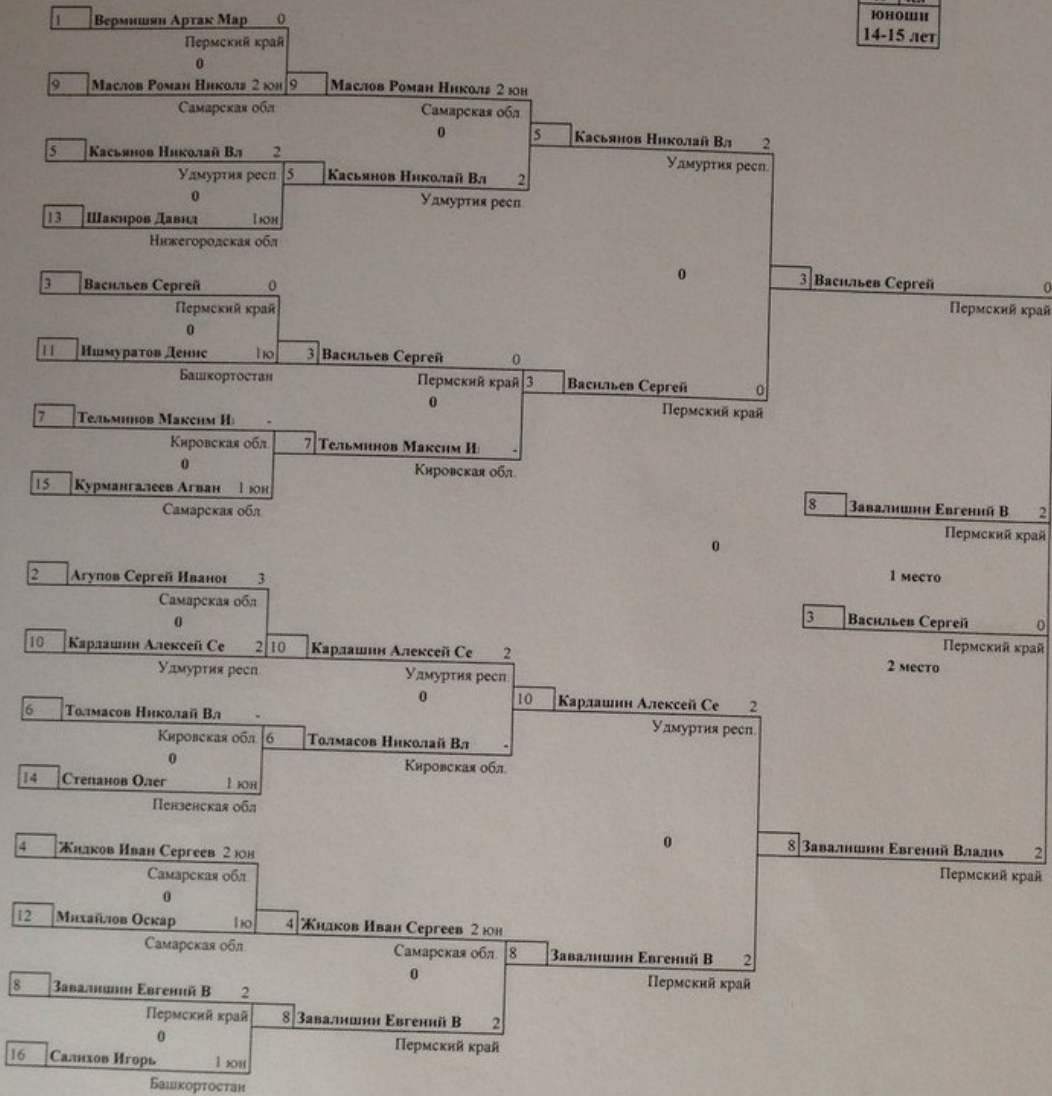 юноши
14-15 лет
1 Вермишян Артак Мар 0
Пермский край
0
9 Маслов Роман Никола 2 юн 9 Маслов Роман Никола 2 юн
Самарская обл. Самарская обл.
0
5 Касьянов Николай Вл 2
Удмуртия респ.
5 Касьянов Николай Вл 2
Удмуртия респ.
0
5 Касьянов Николай Вл 2
Удмуртия респ.
13 Шакиров Давид 1юн
Нижегородская обл
0
3 Васильев Сергей 0
Пермский край
3 Васильев Сергей 0
Пермский край
0
11 Ишмуратов Денис 1ю
Башкортостан
3 Васильев Сергей 0
Пермский край
3 Васильев Сергей 0
Пермский край
0
7 Тельминов Максим И -
Кировская обл.
0
7 Тельминов Максим И -
Кировская обл.
15 Курмангалеев Агван 1 юн
Самарская обл.
8 Завалишин Евгений В 2
Пермский край
0
1 место
2 Агупов Сергей Иванов 3
Самарская обл.
0
3 Васильев Сергей 0
Пермский край
2 место
10 Кардашин Алексей Се 2 10 Кардашин Алексей Се 2
Удмуртия респ. Удмуртия респ.
0
10 Кардашин Алексей Се 2
Удмуртия респ.
6 Толмасов Николай Вл -
Кировская обл.
0
6 Толмасов Николай Вл -
Кировская обл.
14 Степанов Олег 1 юн
Пензенская обл
0
8 Завалишин Евгений Владим 2
Пермский край
4 Жидков Иван Сергеев 2 юн
Самарская обл.
0
12 Михайлов Оскар 1ю
Самарская обл.
4 Жидков Иван Сергеев 2 юн
Самарская обл.
0
8 Завалишин Евгений В 2
Пермский край
8 Завалишин Евгений В 2
Пермский край
0
8 Завалишин Евгений В 2
Пермский край
16 Салихов Игорь 1 юн
Башкортостан